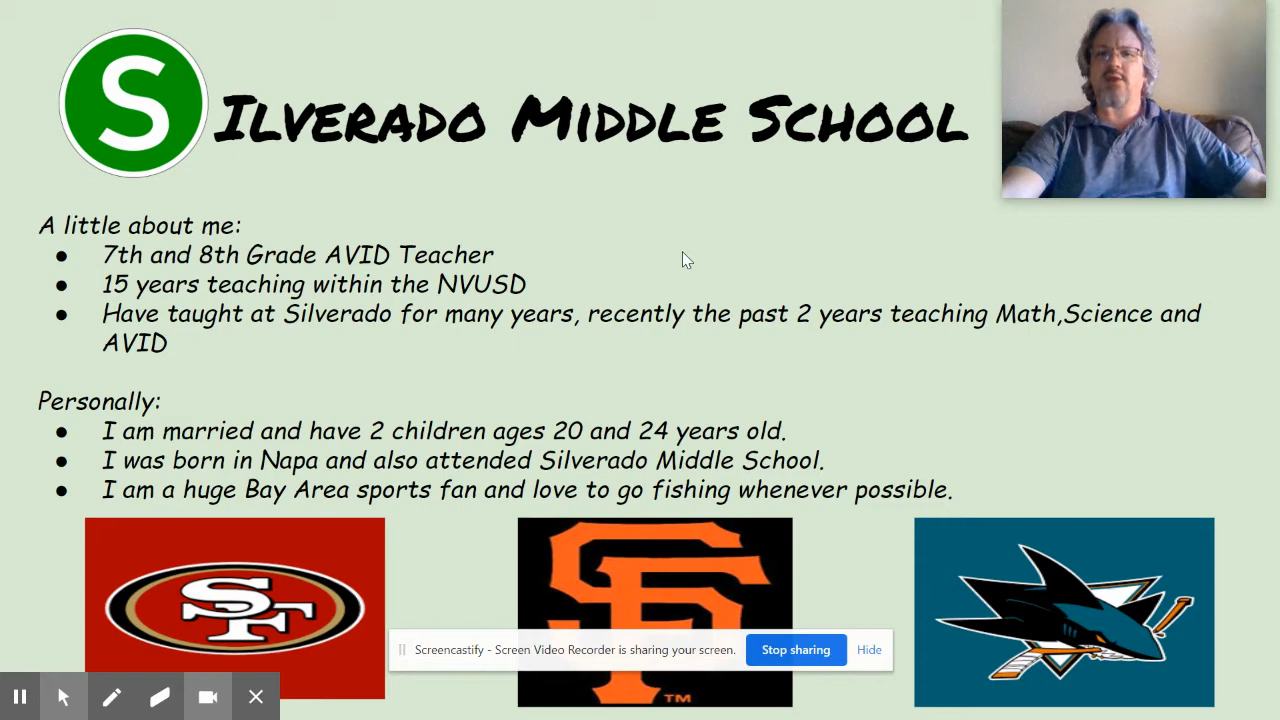 S ILVERADO MIDDLE SCHOOL
A little about me:
● 7th and 8th Grade AVID Teacher
● 15 years teaching within the NVUSD
● Have taught at Silverado for many years, recently the past 2 years teaching Math,Science and
AVID
Personally:
● I am married and have 2 children ages 20 and 24 years old.
● I was born in Napa and also attended Silverado Middle School.
● I am a huge Bay Area sports fan and love to go fishing whenever possible.
SF
SF
TM
Screencastify - Screen Video Recorder is sharing your screen. Stop sharing Hide